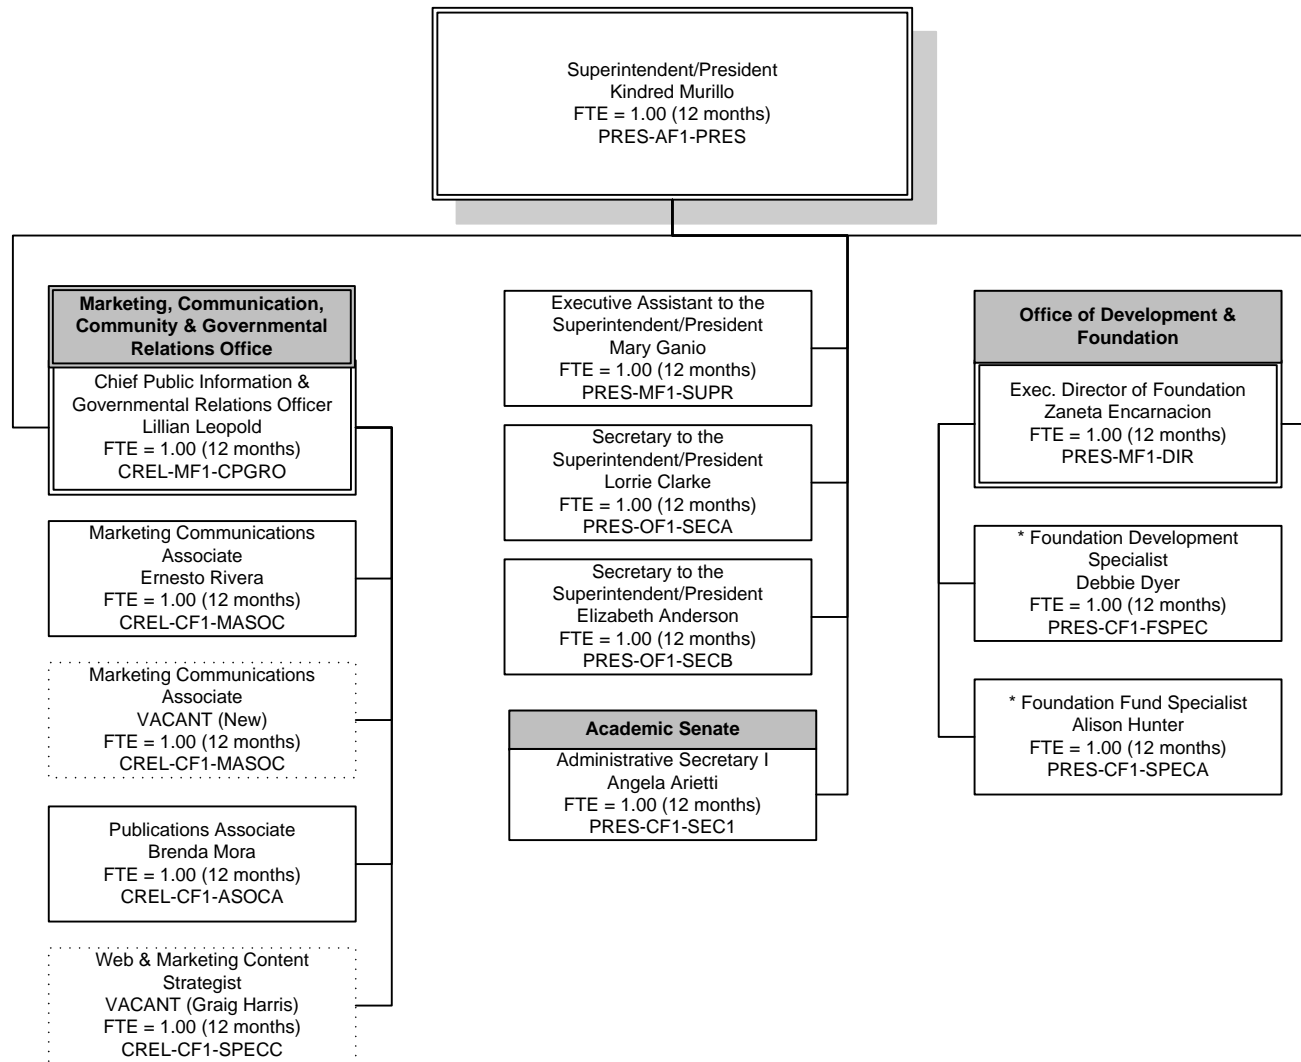 Superintendent/President
Kindred Murillo
FTE = 1.00 (12 months)
PRES-AF1-PRES
Marketing, Communication,
Community & Governmental
Relations Office
Chief Public Information &
Governmental Relations Officer
Lillian Leopold
FTE = 1.00 (12 months)
CREL-MF1-CPGRO
Marketing Communications
Associate
Ernesto Rivera
FTE = 1.00 (12 months)
CREL-CF1-MASOC
Marketing Communications
Associate
VACANT (New)
FTE = 1.00 (12 months)
CREL-CF1-MASOC
Publications Associate
Brenda Mora
FTE = 1.00 (12 months)
CREL-CF1-ASOCA
Web & Marketing Content
Strategist
VACANT (Graig Harris)
FTE = 1.00 (12 months)
CREL-CF1-SPECC
Executive Assistant to the
Superintendent/President
Mary Ganio
FTE = 1.00 (12 months)
PRES-MF1-SUPR
Secretary to the
Superintendent/President
Lorrie Clarke
FTE = 1.00 (12 months)
PRES-OF1-SECA
Secretary to the
Superintendent/President
Elizabeth Anderson
FTE = 1.00 (12 months)
PRES-OF1-SECB
Academic Senate
Administrative Secretary I
Angela Arietti
FTE = 1.00 (12 months)
PRES-CF1-SEC1
Office of Development &
Foundation
Exec. Director of Foundation
Zaneta Encarnacion
FTE = 1.00 (12 months)
PRES-MF1-DIR
* Foundation Development
Specialist
Debbie Dyer
FTE = 1.00 (12 months)
PRES-CF1-FSPEC
* Foundation Fund Specialist
Alison Hunter
FTE = 1.00 (12 months)
PRES-CF1-SPECA